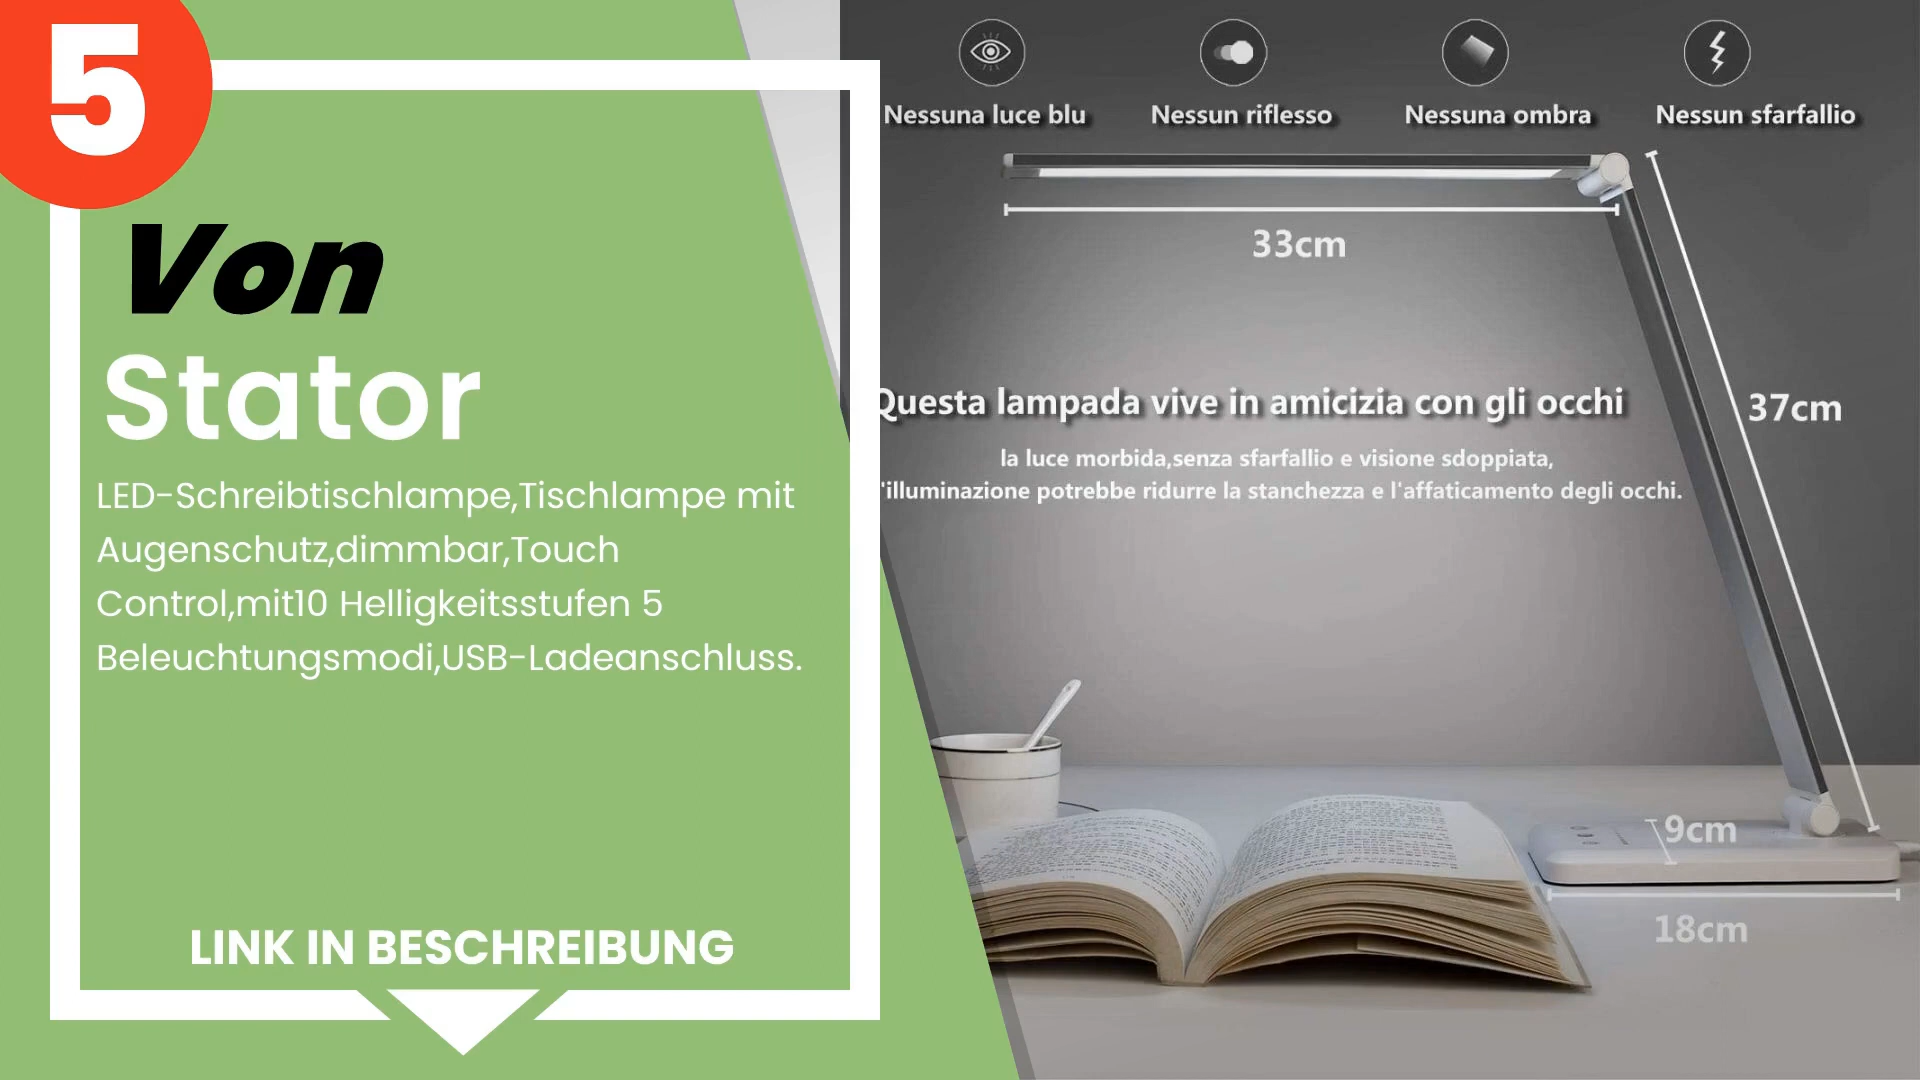 5
Von
Stator
LED-Schreibtischlampe,Tischlampe mit
Augenschutz,dimmbar,Touch
Control,mit10 Helligkeitsstufen 5
Beleuchtungsmodi,USB-Ladeanschluss.
LINK IN BESCHREIBUNG
Nessuna luce blu
Nessun riflesso
Nessuna ombra
Nessun sfarfallio
33cm
37cm
Questa lampada vive in amicizia con gli occhi
la luce morbida,senza sfarfallio e visione sdoppiata,
'illuminazione potrebbe ridurre la stanchezza e l'affaticamento degli occhi.
9cm
18cm